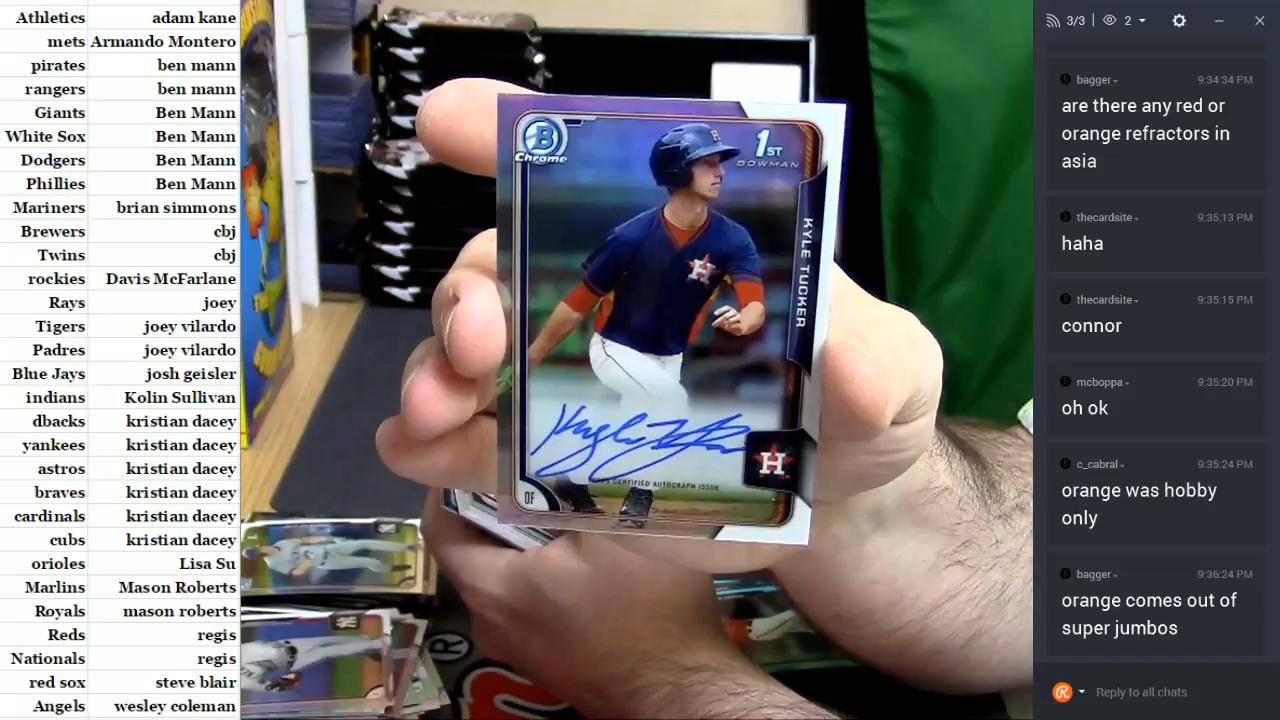 Athletics adam kane
mets Armando Montero
pirates ben mann
rangers ben mann
Giants Ben Mann
White Sox Ben Mann
Dodgers Ben Mann
Phillies Ben Mann
Mariners brian simmons
Brewers cbj
Twins cbj
rockies Davis McFarlane
Rays joey
Tigers joey vilardo
Padres joey vilardo
Blue Jays josh geisler
indians Kolin Sullivan
dbacks kristian dacey
yankees kristian dacey
astros kristian dacey
braves kristian dacey
cardinals kristian dacey
cubs kristian dacey
orioles Lisa Su
Marlins Mason Roberts
Royals mason roberts
Reds regis
Nationals regis
red sox steve blair
Angels wesley coleman
B
Chrome
1ST
BOWMAN
H
KYLE TUCKER
H
CERTIFIED AUTOGRAPH ISSUE
OF
H
3/3 2
bagger 9:34:34 PM
are there any red or
orange refractors in
asia
thecardsite 9:35:13 PM
haha
thecardsite 9:35:15 PM
connor
mcboppa 9:35:20 PM
oh ok
c_cabral 9:35:24 PM
orange was hobby
only
bagger 9:36:24 PM
orange comes out of
super jumbos
Reply to all chats